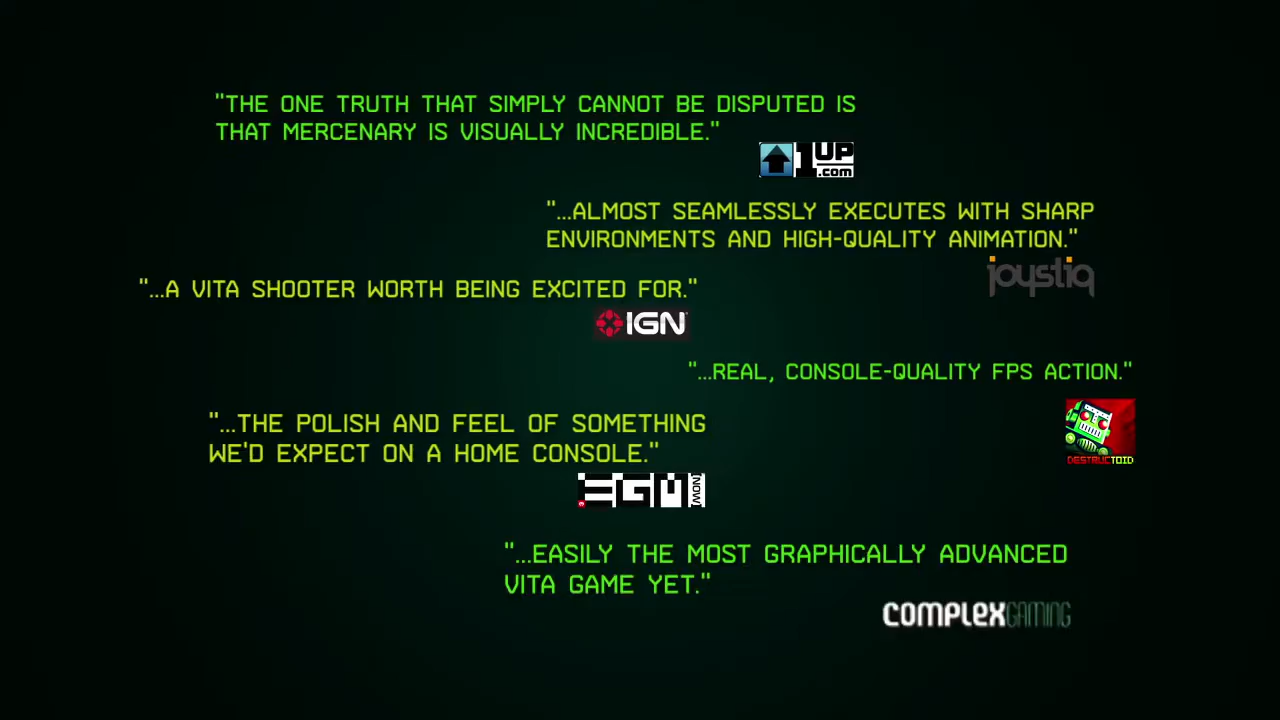 "THE ONE TRUTH THAT SIMPLY CANNOT BE DISPUTED IS
THAT MERCENARY IS VISUALLY INCREDIBLE."
1UP
.COM
"...ALMOST SEAMLESSLY EXECUTES WITH SHARP
ENVIRONMENTS AND HIGH-QUALITY ANIMATION."
joystiq
"...A VITA SHOOTER WORTH BEING EXCITED FOR."
IGN
"...REAL, CONSOLE-QUALITY FPS ACTION."
DESTRUCTOID
"...THE POLISH AND FEEL OF SOMETHING
WE'D EXPECT ON A HOME CONSOLE."
EGM
NOW
"...EASILY THE MOST GRAPHICALLY ADVANCED
VITA GAME YET."
COMPLEXGAMING